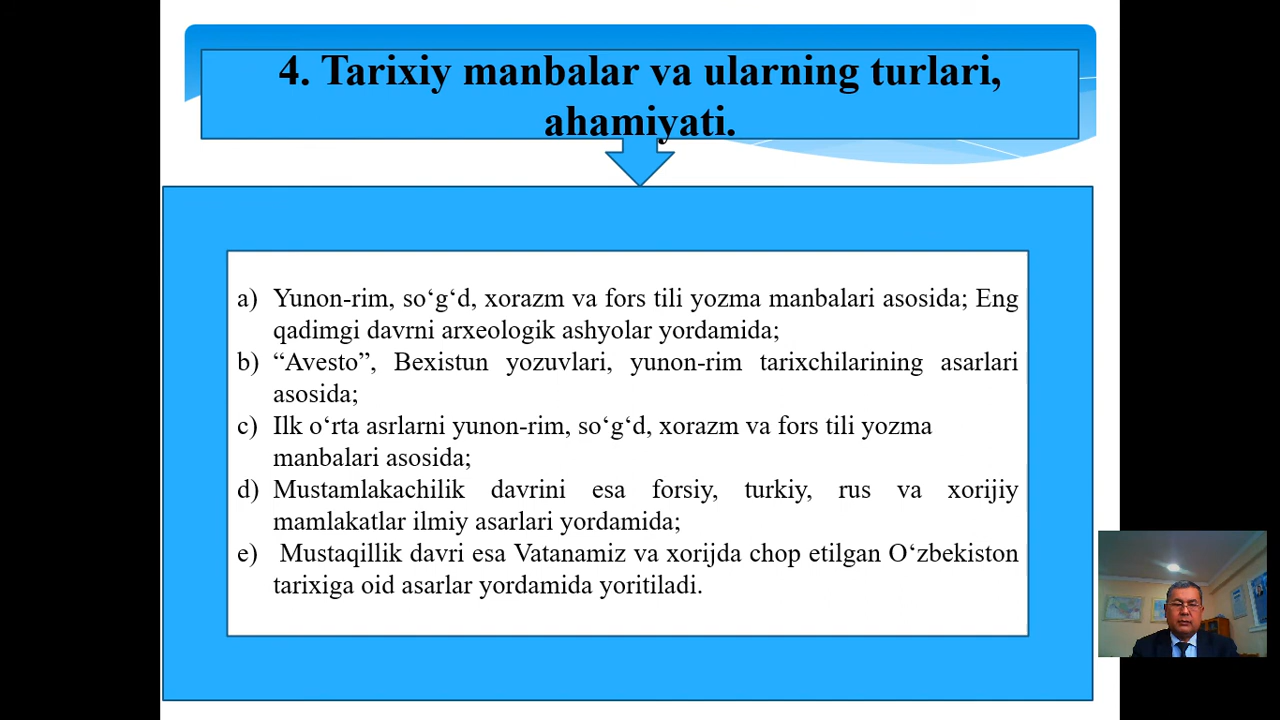 4. Tarixiy manbalar va ularning turlari,
ahamiyati.
a) Yunon-rim, so‘g‘d, xorazm va fors tili yozma manbalari asosida; Eng
qadimgi davrni arxeologik ashyolar yordamida;
b) “Avesto”, Bexistun yozuvlari, yunon-rim tarixchilarining asarlari
asosida;
c) Ilk o‘rta asrlarni yunon-rim, so‘g‘d, xorazm va fors tili yozma
manbalari asosida;
d) Mustamlakachilik davrini esa forsiy, turkiy, rus va xorijiy
mamlakatlar ilmiy asarlari yordamida;
e) Mustaqillik davri esa Vatanamiz va xorijda chop etilgan O‘zbekiston
tarixiga oid asarlar yordamida yoritiladi.